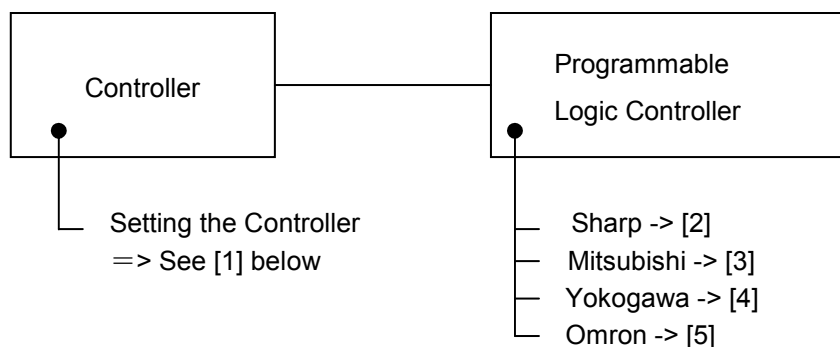 Controller
Programmable
Logic Controller
Setting the Controller
＝> See [1] below
Sharp -> [2]
Mitsubishi -> [3]
Yokogawa -> [4]
Omron -> [5]